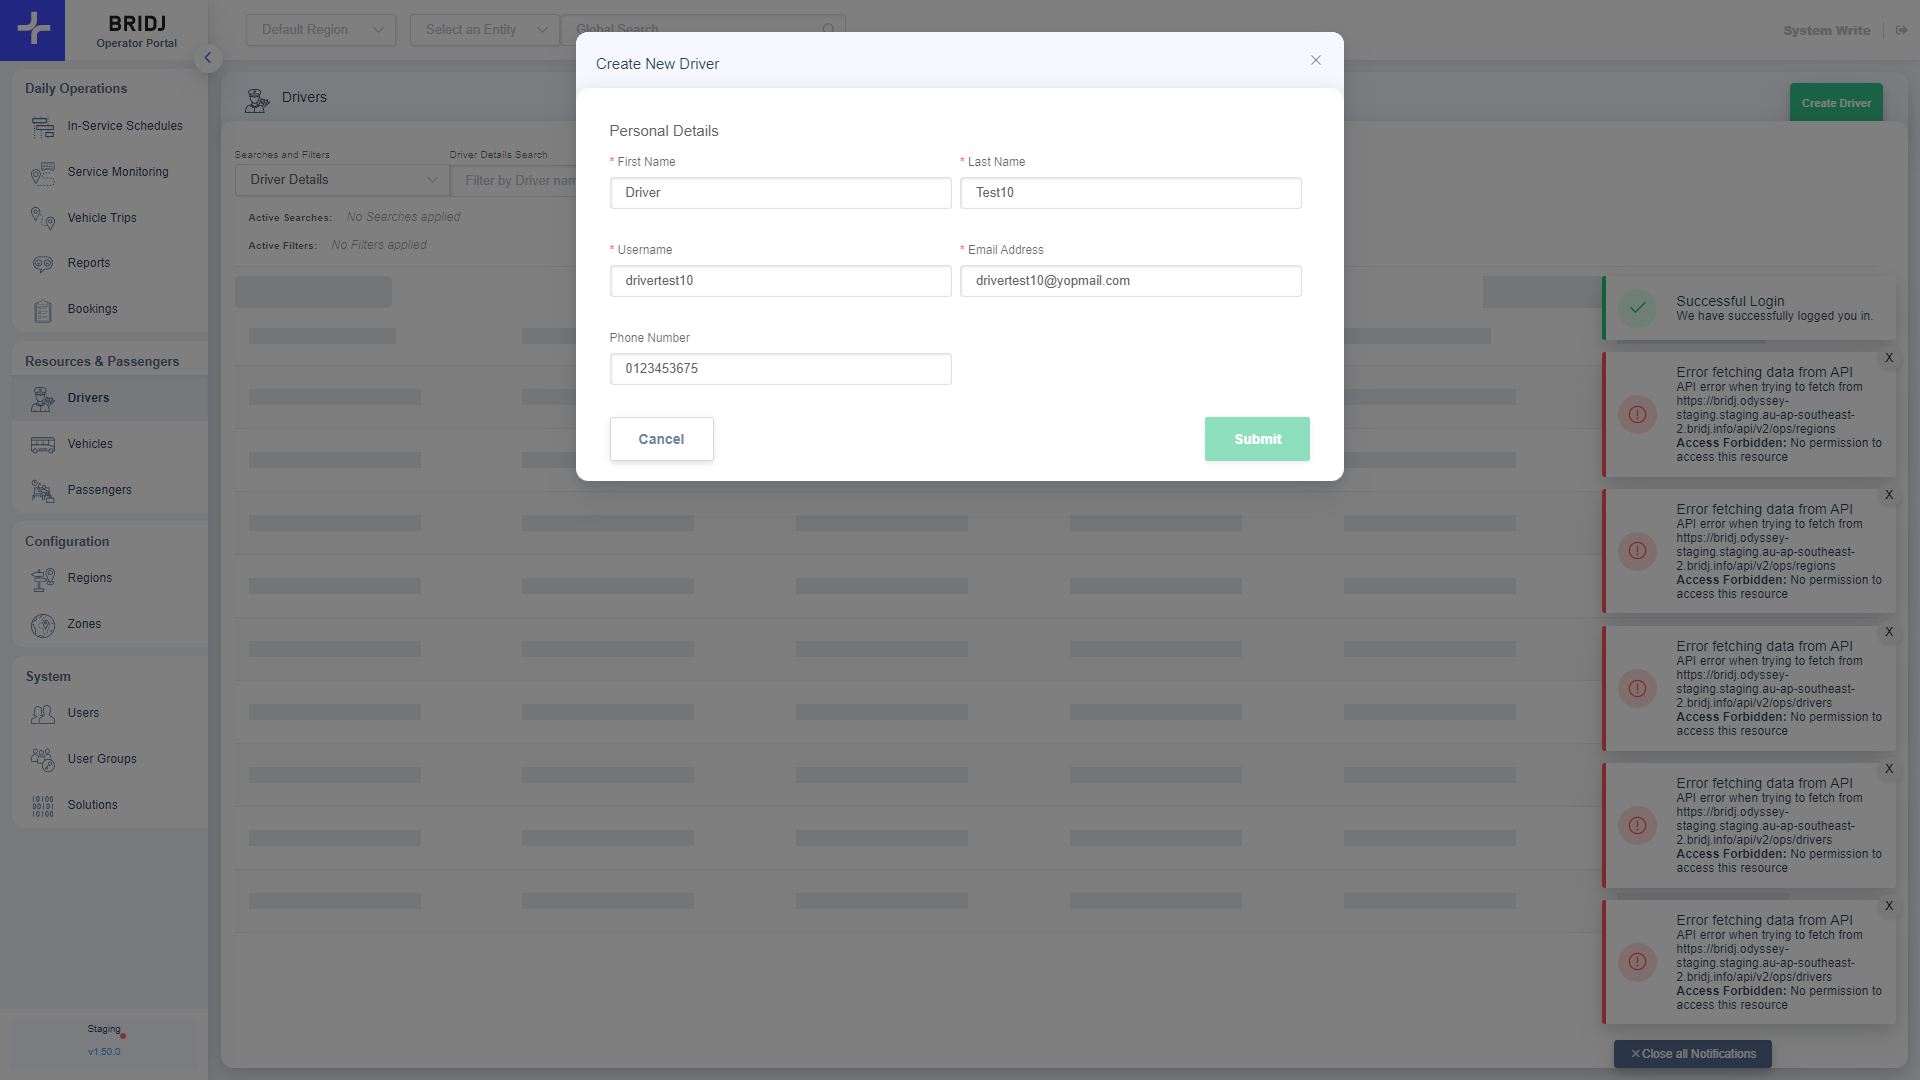 BRIDJ
Operator Portal
Default Region
Select an Entity
Global Search
System Write
Daily Operations
In-Service Schedules
Service Monitoring
Vehicle Trips
Reports
Bookings
Resources & Passengers
Drivers
Vehicles
Passengers
Configuration
Regions
Zones
System
Users
User Groups
Solutions
Staging
v1.50.0
Drivers
Create Driver
Searches and Filters
Driver Details Search
Driver Details
Filter by Driver nam
Active Searches: No Searches applied
Active Filters: No Filters applied
Create New Driver
Personal Details
* First Name
* Last Name
Driver
Test10
* Username
* Email Address
drivertest10
drivertest10@yopmail.com
Phone Number
0123453675
Cancel
Submit
Successful Login
We have successfully logged you in.
X
Error fetching data from API
API error when trying to fetch from
https://bridj.odyssey-
staging.staging.au-ap-southeast-
2.bridj.info/api/v2/ops/regions
Access Forbidden: No permission to
access this resource
X
Error fetching data from API
API error when trying to fetch from
https://bridj.odyssey-
staging.staging.au-ap-southeast-
2.bridj.info/api/v2/ops/regions
Access Forbidden: No permission to
access this resource
X
Error fetching data from API
API error when trying to fetch from
https://bridj.odyssey-
staging.staging.au-ap-southeast-
2.bridj.info/api/v2/ops/drivers
Access Forbidden: No permission to
access this resource
X
Error fetching data from API
API error when trying to fetch from
https://bridj.odyssey-
staging.staging.au-ap-southeast-
2.bridj.info/api/v2/ops/drivers
Access Forbidden: No permission to
access this resource
X
Error fetching data from API
API error when trying to fetch from
https://bridj.odyssey-
staging.staging.au-ap-southeast-
2.bridj.info/api/v2/ops/drivers
Access Forbidden: No permission to
access this resource
✕Close all Notifications